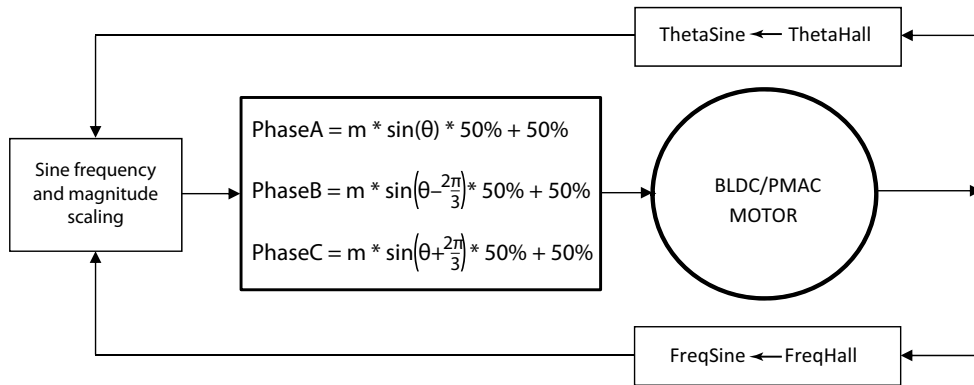 ThetaSine ← ThetaHall
Sine frequency
and magnitude
scaling
PhaseA = m * sin(θ) * 50% + 50%
PhaseB = m * sin(θ−2π/3) * 50% + 50%
PhaseC = m * sin(θ+2π/3) * 50% + 50%
BLDC/PMAC
MOTOR
FreqSine ← FreqHall